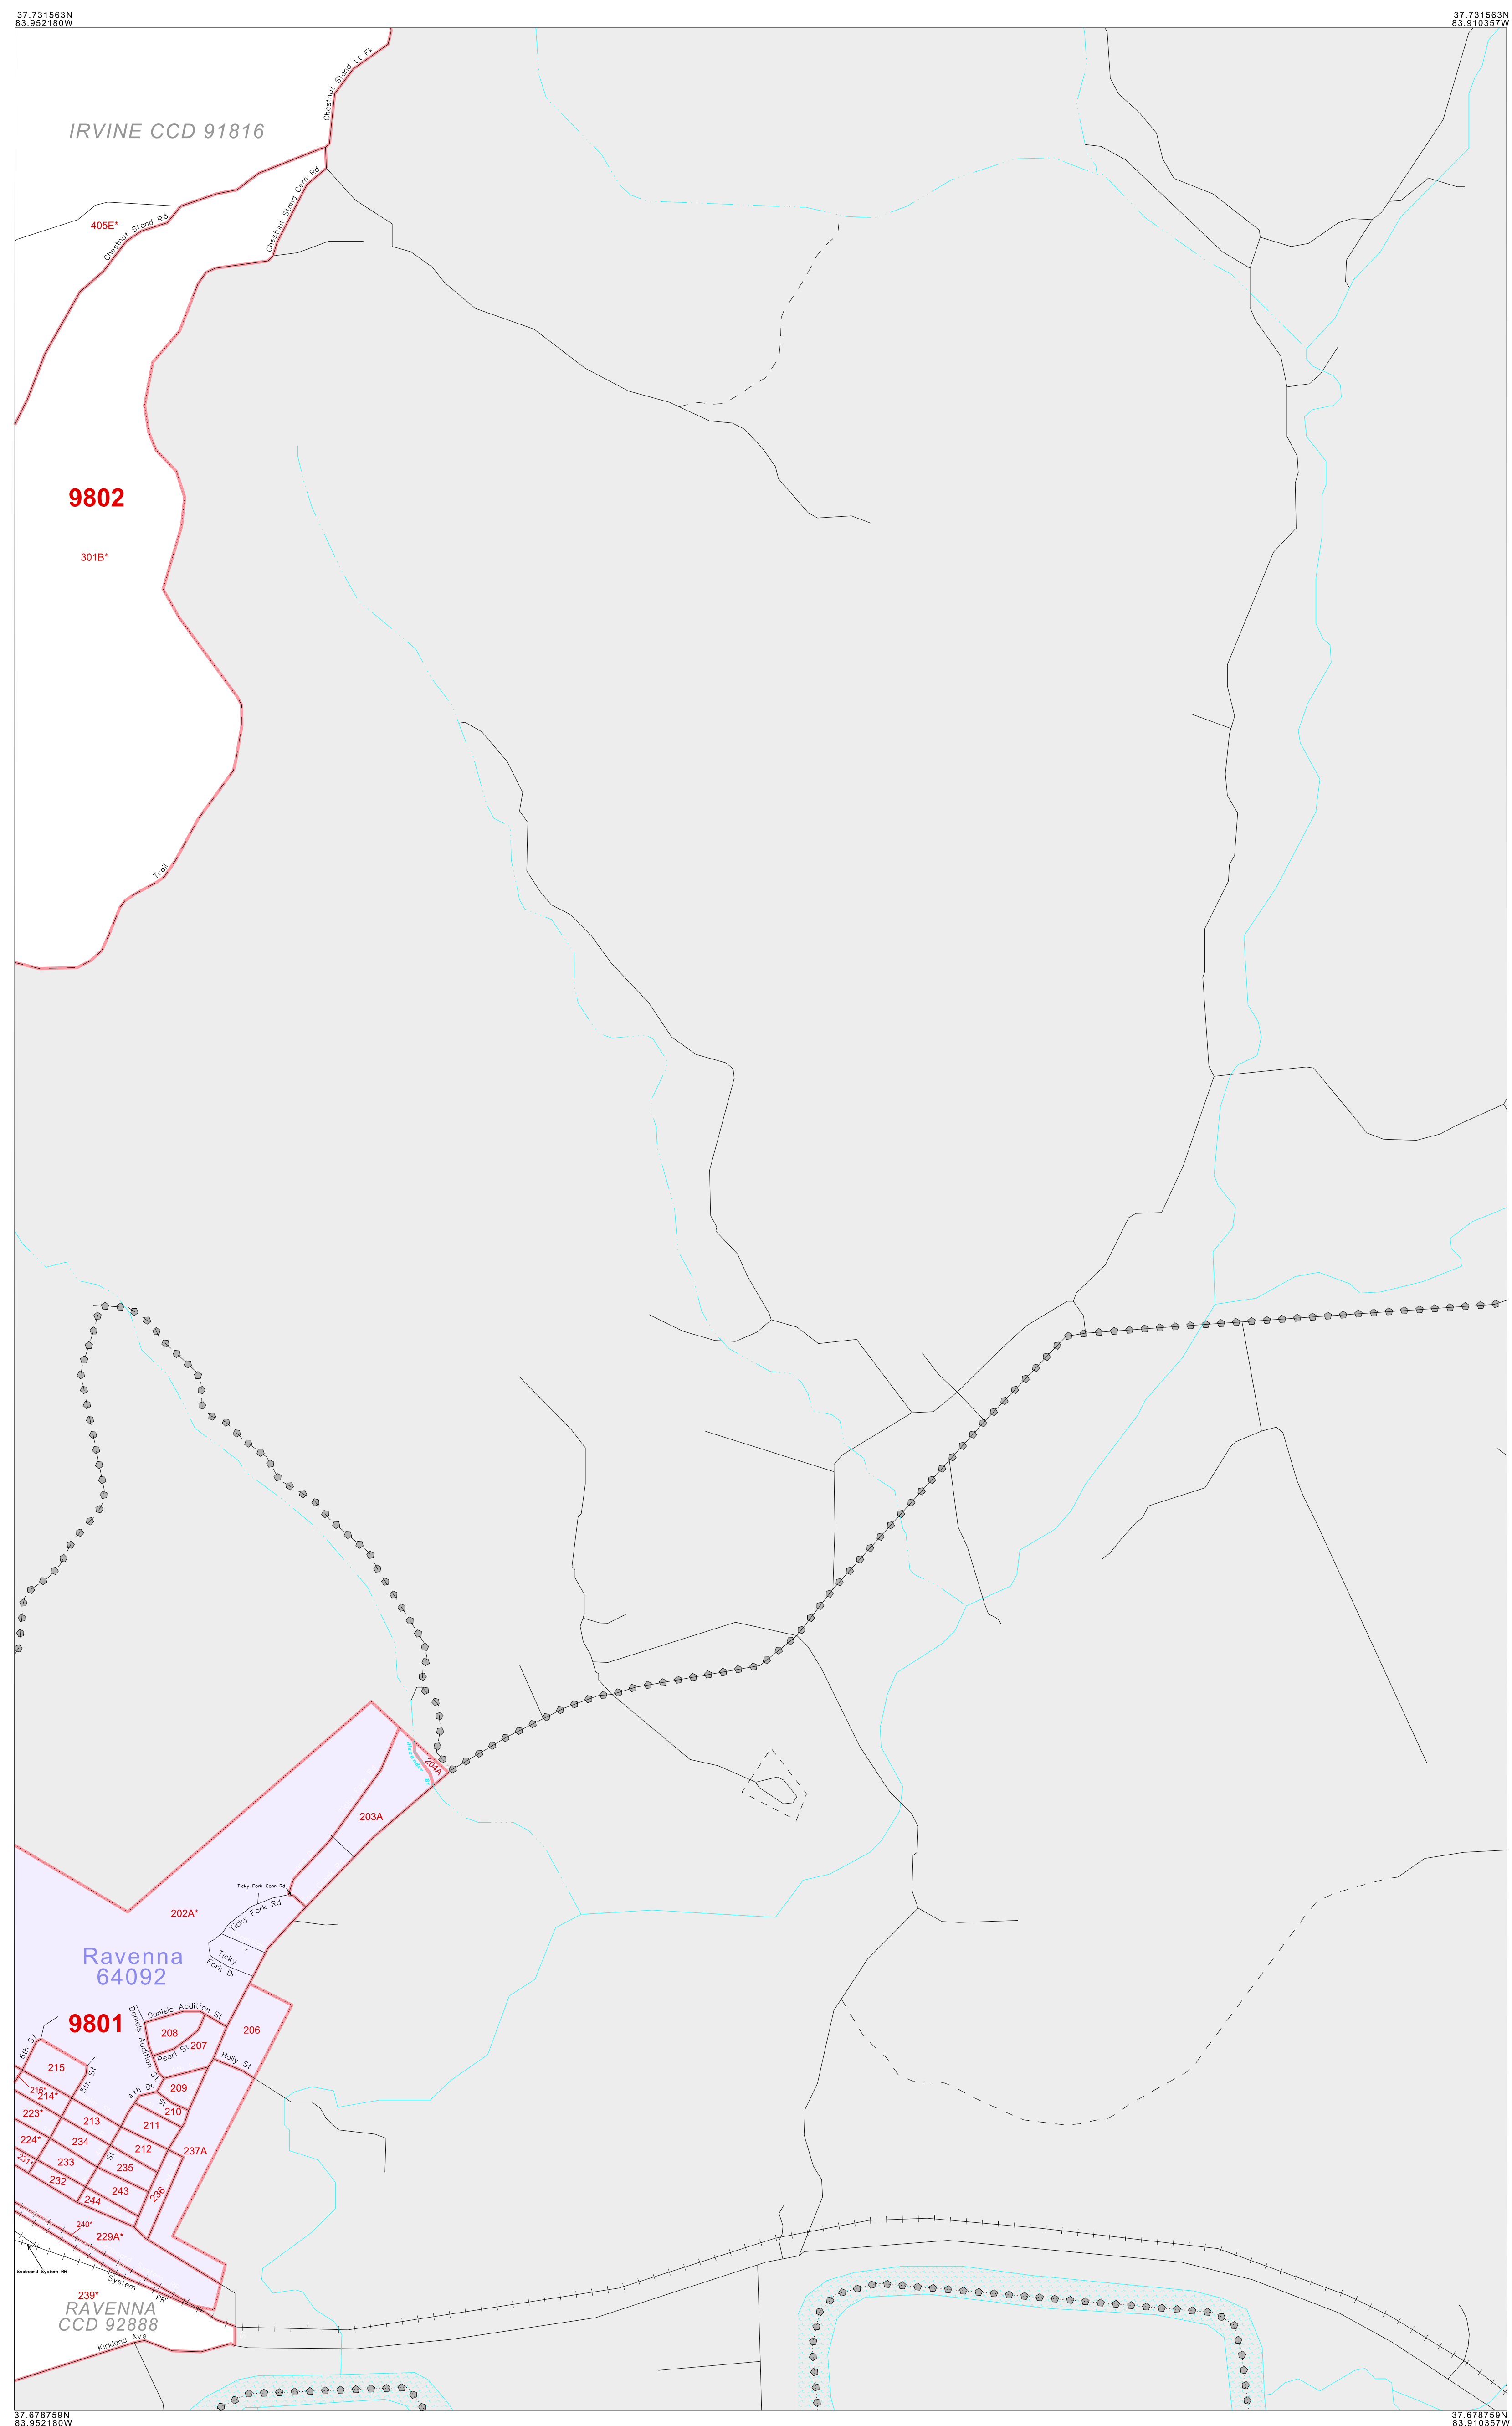 37.731563N
83.952180W
37.731563N
83.910357W
Chestnut Stand Lt Fk
IRVINE CCD 91816
Chestnut Stand Cem Rd
405E*
Chestnut Stand Rd
9802
301B*
Trail
204A
203A
Ticky Fork Conn Rd
Ticky Fork Rd
202A*
Ravenna
64092
Ticky
Fork Dr
9801
Daniels Addition St
Daniels Addition St
208
206
207
Pearl St
6th St
Holly St
215
5th St
209
216*
214*
4th Dr
St
210
223*
213
211
224*
234
212
237A
St
231*
233
235
232
243
236
244
240*
229A*
Seaboard System RR
System RR
239*
RAVENNA
CCD 92888
Kirkland Ave
37.678759N
83.952180W
37.678759N
83.910357W